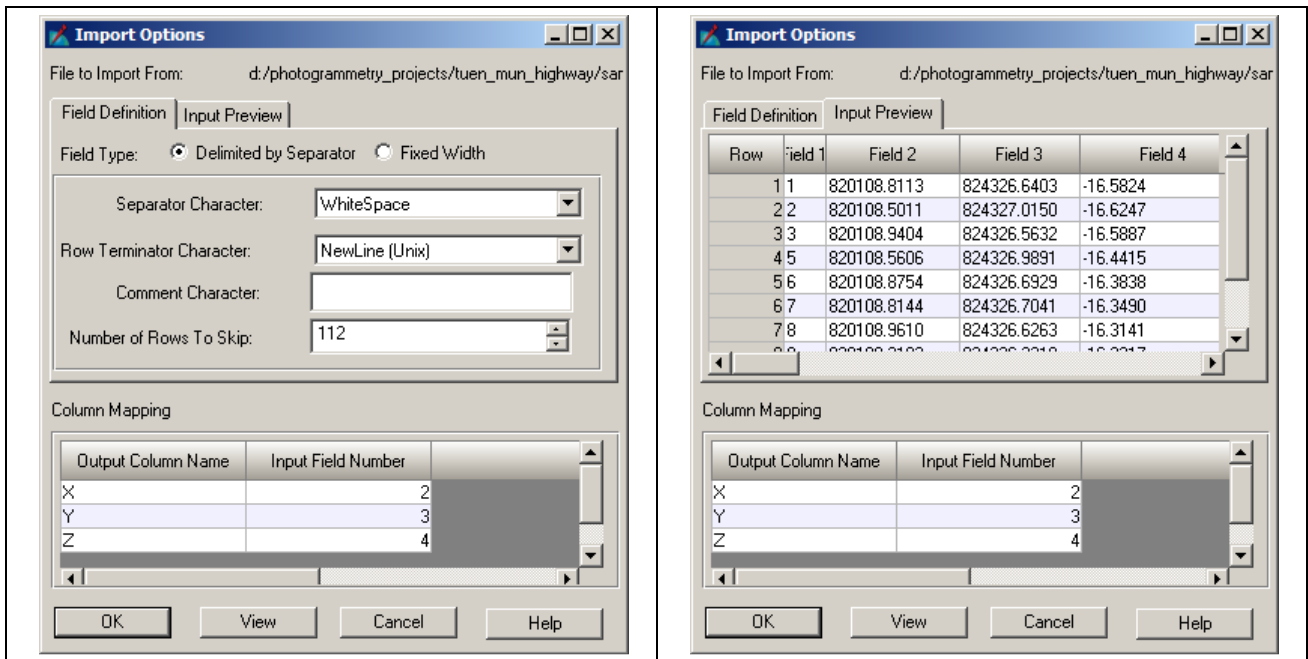 Import Options
File to Import From: d:/photogrammetry_projects/tuen_mun_highway/sar
Field Definition Input Preview
Field Type: Delimited by Separator Fixed Width
Separator Character: WhiteSpace
Row Terminator Character: NewLine (Unix)
Comment Character:
Number of Rows To Skip: 112
Column Mapping
Output Column Name Input Field Number
X 2
Y 3
Z 4
OK View Cancel Help
Import Options
File to Import From: d:/photogrammetry_projects/tuen_mun_highway/sar
Field Definition Input Preview
Row Field 1 Field 2 Field 3 Field 4
1 1 820108.8113 824326.6403 -16.5824
2 2 820108.5011 824327.0150 -16.6247
3 3 820108.9404 824326.5632 -16.5887
4 5 820108.5606 824326.9891 -16.4415
5 6 820108.8754 824326.6929 -16.3838
6 7 820108.8144 824326.7041 -16.3490
7 8 820108.9610 824326.6263 -16.3141
Column Mapping
Output Column Name Input Field Number
X 2
Y 3
Z 4
OK View Cancel Help